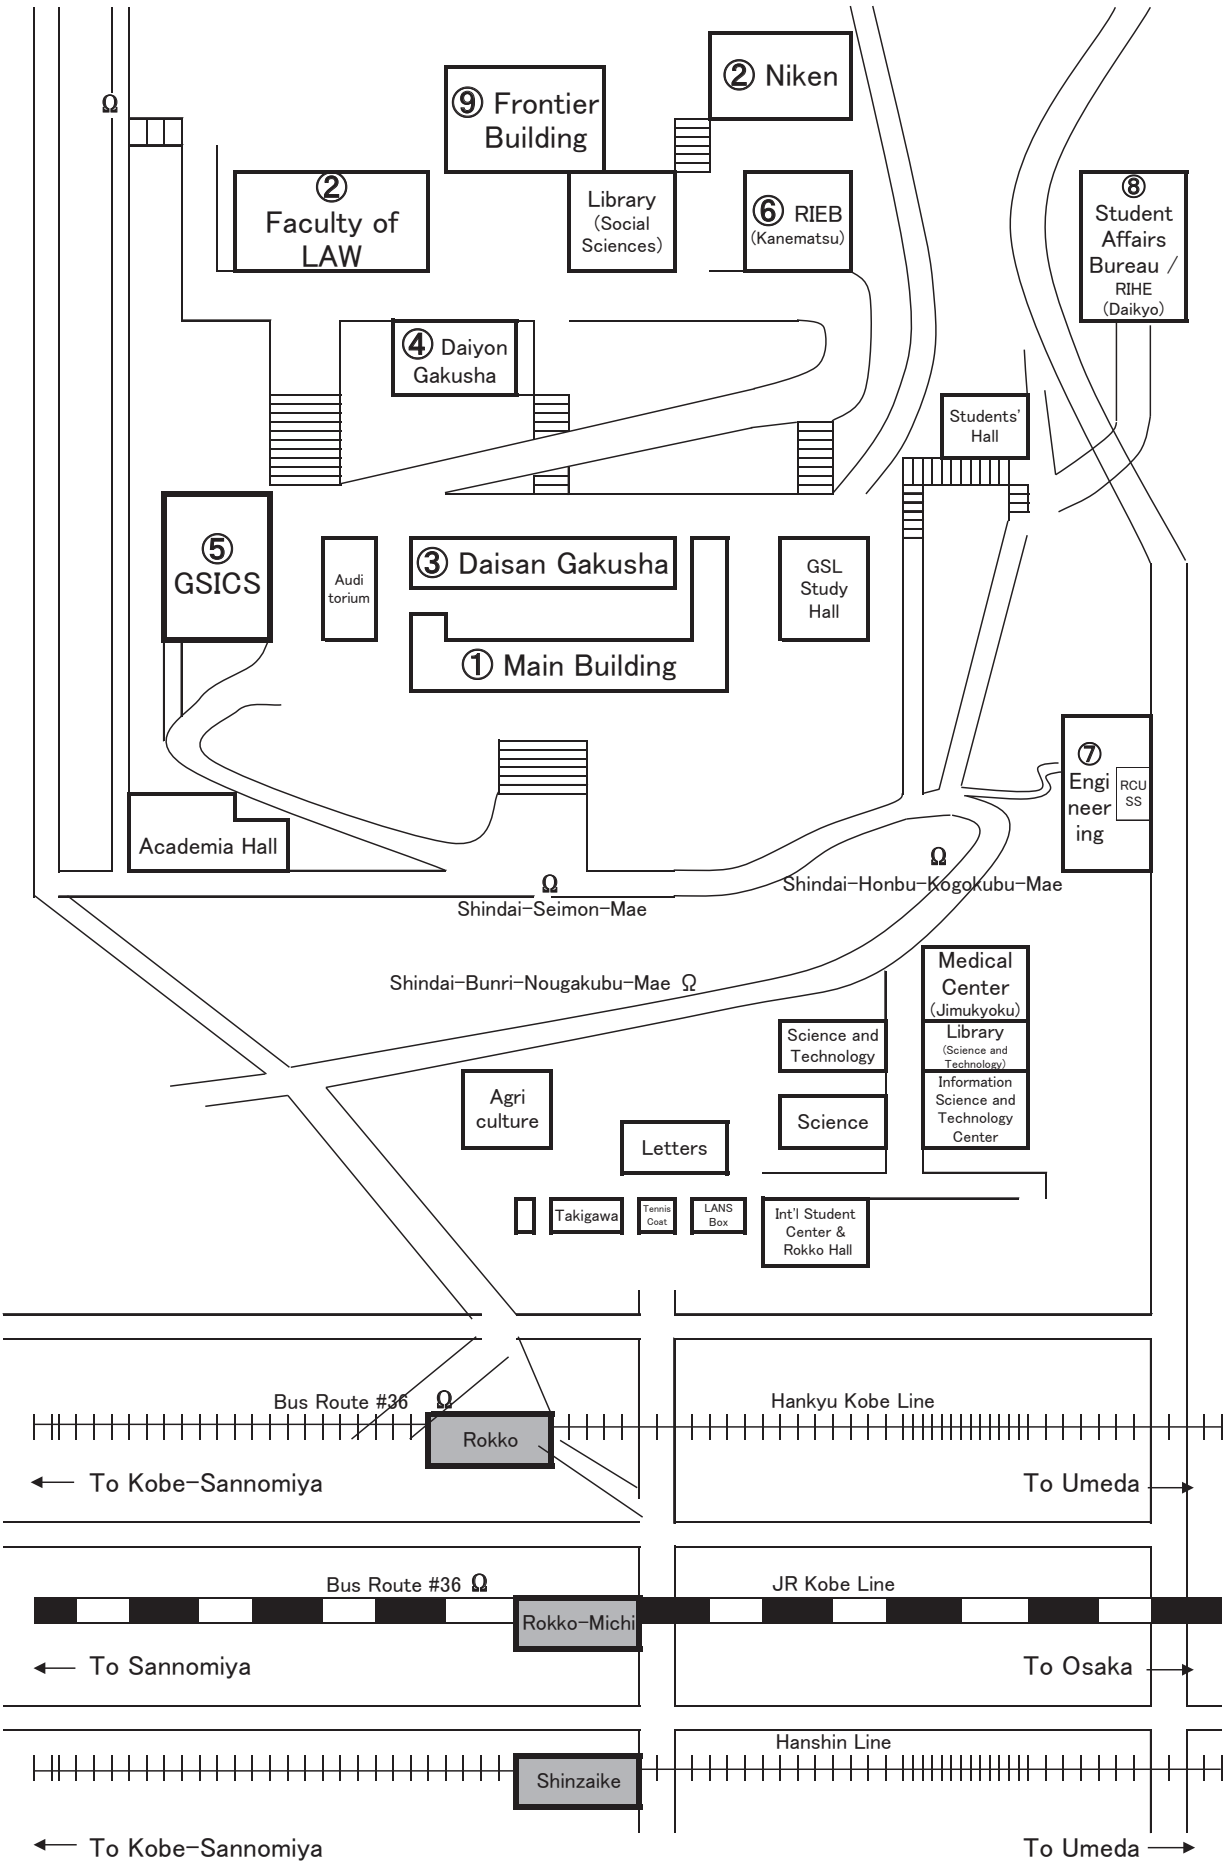 Ω
② Niken
⑨ Frontier
Building
②
Faculty of
LAW
Library
(Social
Sciences)
⑥ RIEB
(Kanematsu)
⑧
Student
Affairs
Bureau /
RIHE
(Daikyo)
④ Daiyon
Gakusha
Students'
Hall
⑤
GSICS
Audi
torium
③ Daisan Gakusha
GSL
Study
Hall
① Main Building
⑦
Engi
neer
ing
RCU
SS
Academia Hall
Ω
Shindai-Seimon-Mae
Ω
Shindai-Honbu-Kogokubu-Mae
Shindai-Bunri-Nougakubu-Mae Ω
Medical
Center
(Jimukyoku)
Library
(Science and
Technology)
Information
Science and
Technology
Center
Science and
Technology
Science
Agri
culture
Letters
Takigawa
Tennis
Coat
LANS
Box
Int'l Student
Center &
Rokko Hall
Bus Route #36 Ω
Hankyu Kobe Line
Rokko
To Kobe-Sannomiya
To Umeda
Bus Route #36 Ω
JR Kobe Line
Rokko-Michi
To Sannomiya
To Osaka
Hanshin Line
Shinzaike
To Kobe-Sannomiya
To Umeda